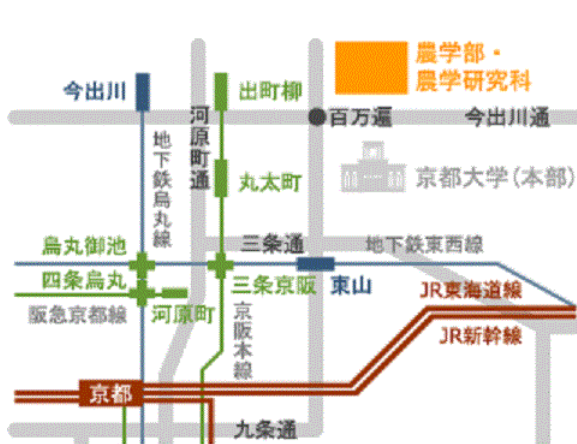 農学部・
農学研究科
今出川
出町柳
河原町通
百万遍
今出川通
地下鉄烏丸線
丸太町
京都大学(本部)
烏丸御池
三条通
地下鉄東西線
四条烏丸
三条京阪
東山
JR東海道線
阪急京都線
河原町
京阪本線
JR新幹線
京都
九条通